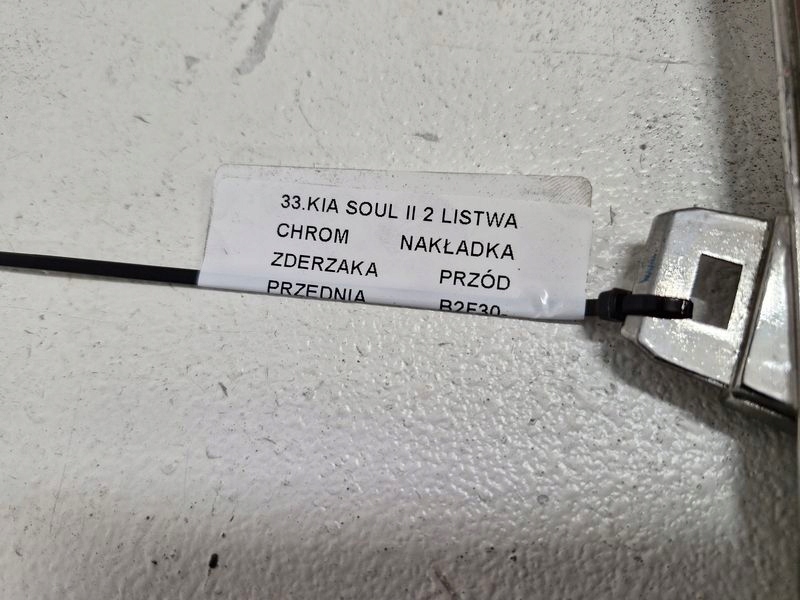 33.KIA SOUL II 2 LISTWA
CHROM NAKŁADKA
ZDERZAKA PRZÓD
PRZEDNIA B2F30-